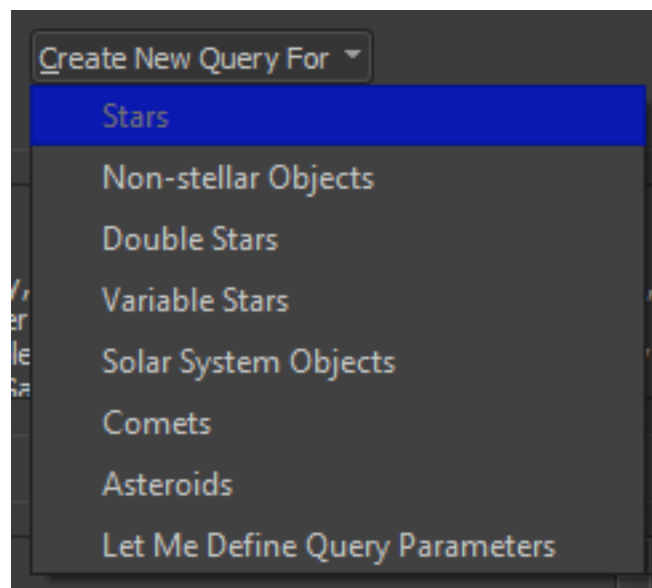 Create New Query For
Stars
Non-stellar Objects
Double Stars
Variable Stars
Solar System Objects
Comets
Asteroids
Let Me Define Query Parameters